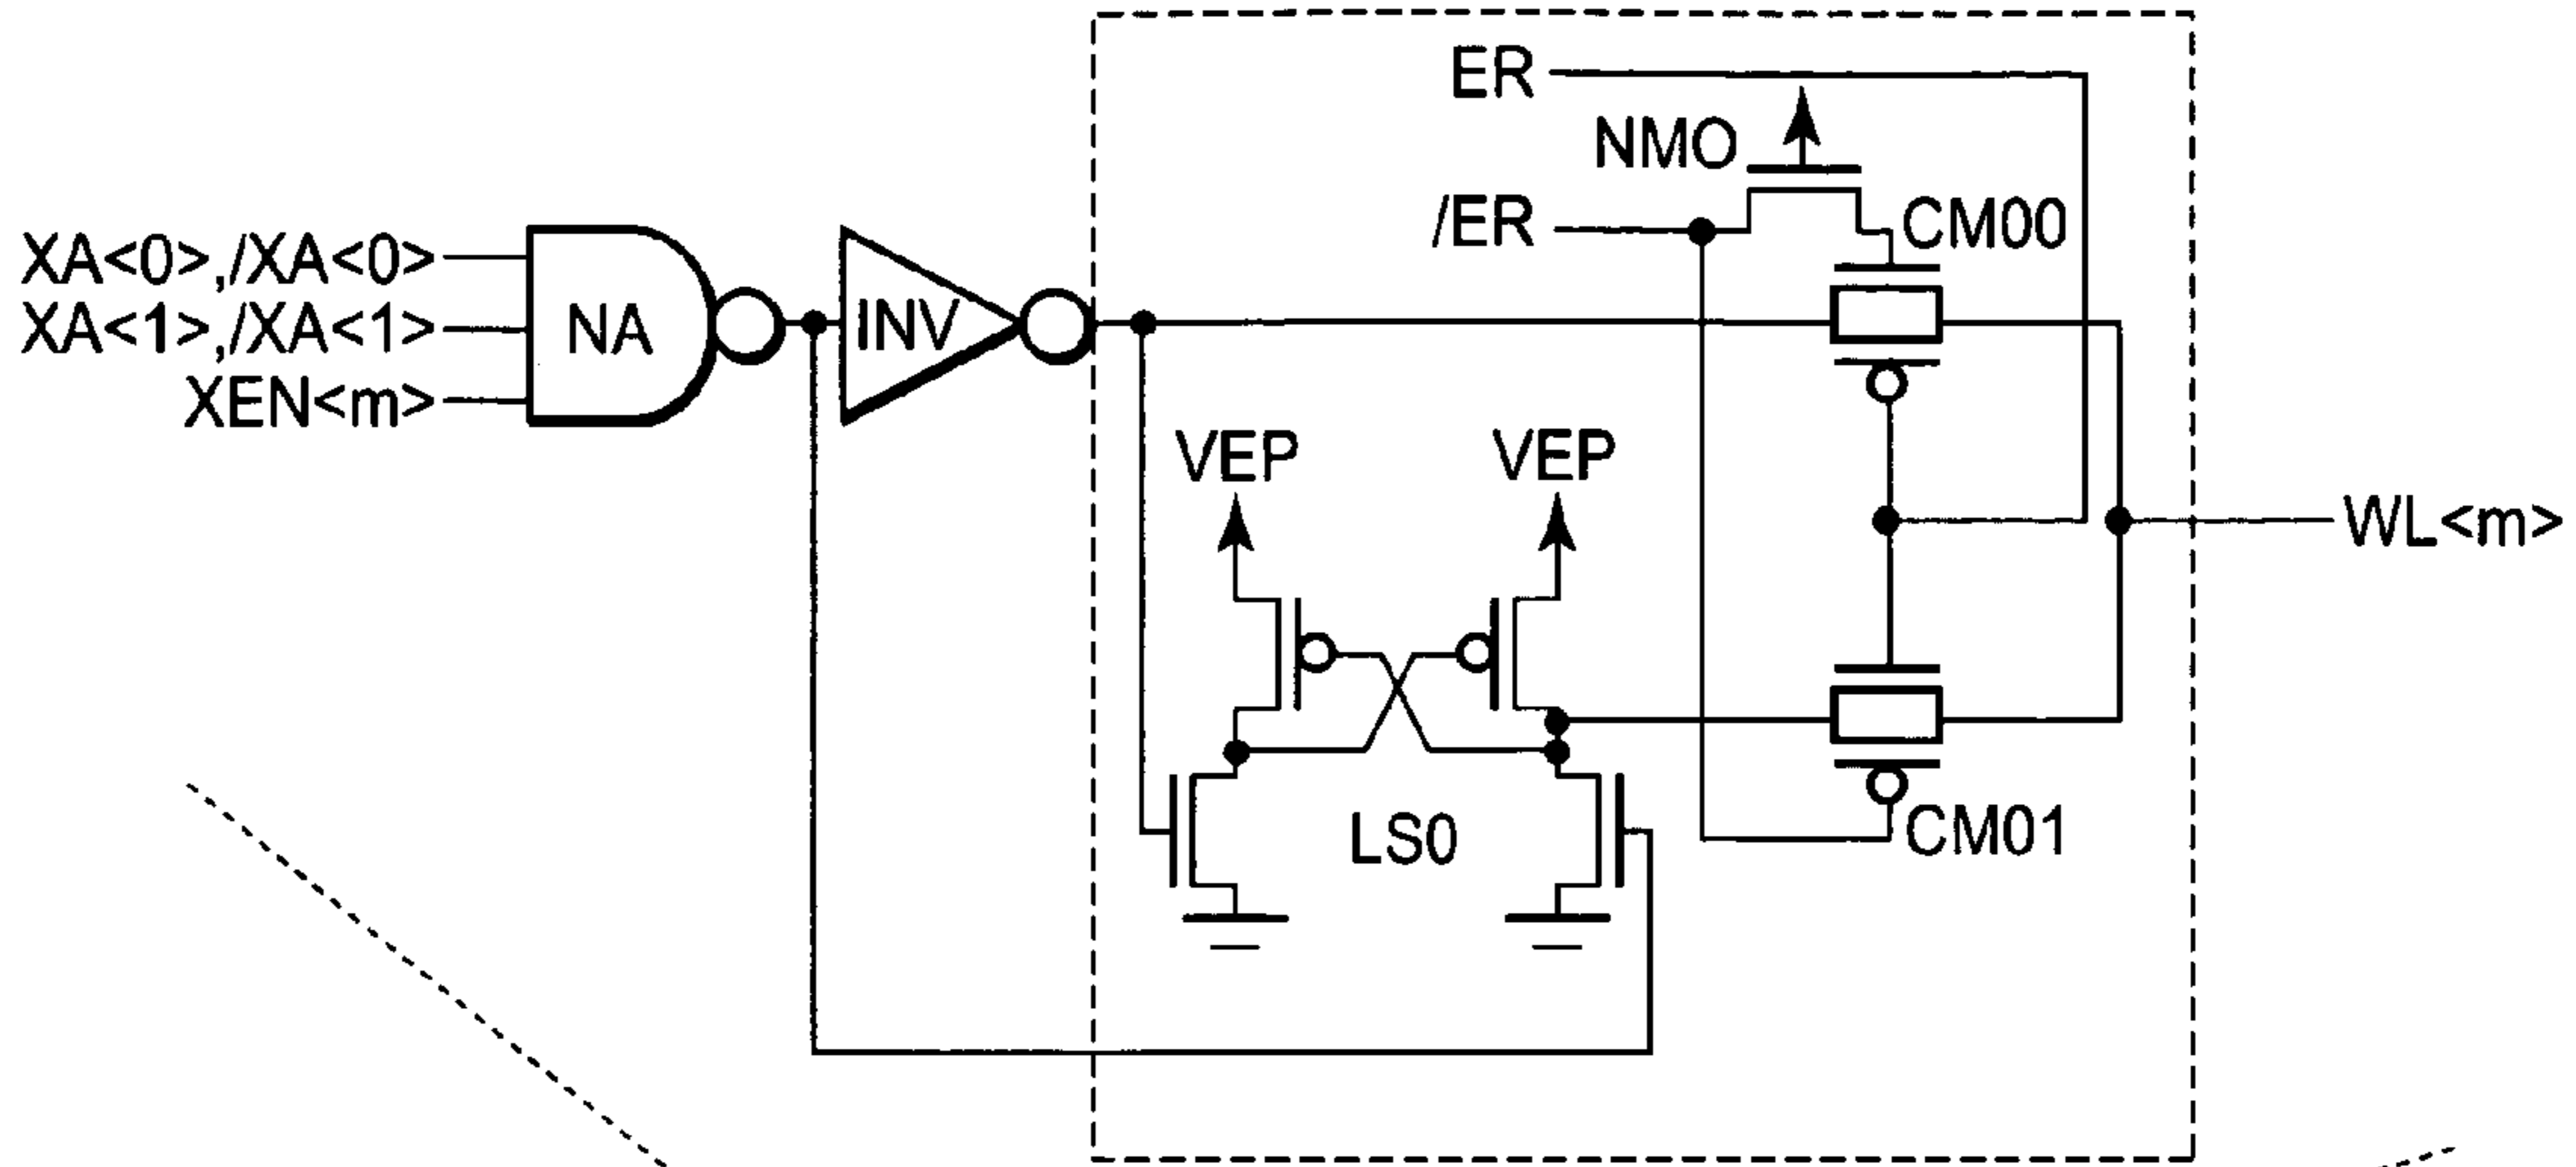 ER
NMO
/ER
CM00
XA<0>,/XA<0>
XA<1>,/XA<1>
XEN<m>
NA
INV
VEP
VEP
WL<m>
LS0
CM01